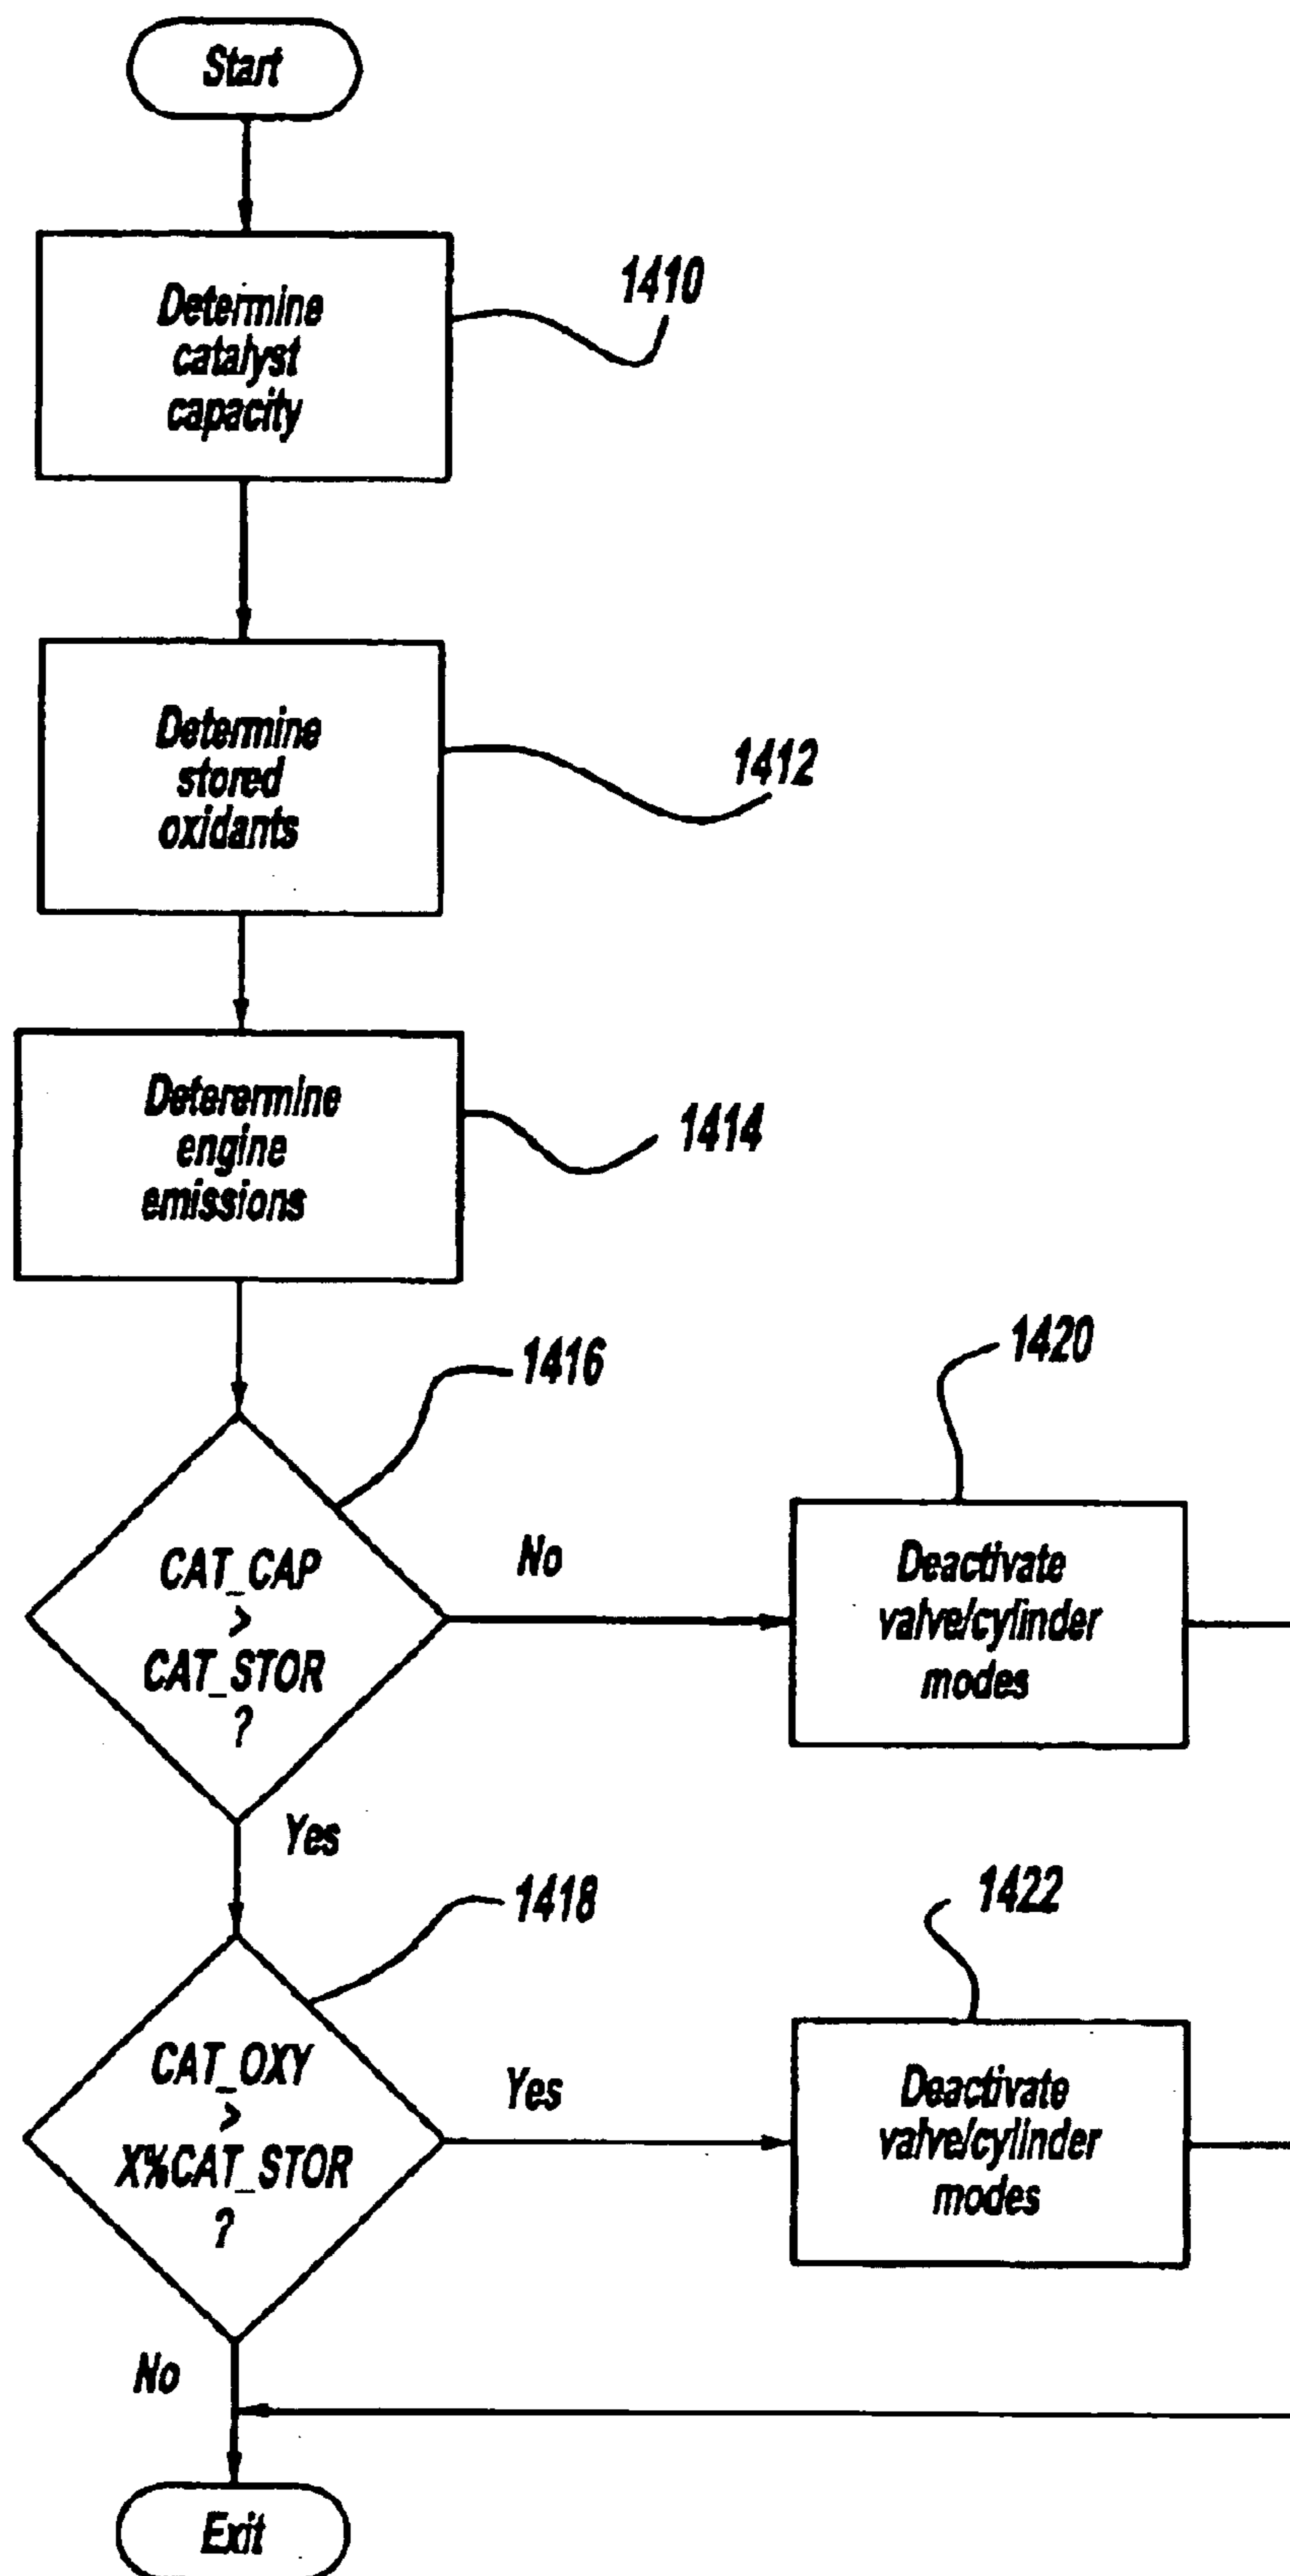 Start
Determine
catalyst
capacity
1410
Determine
stored
oxidants
1412
Deterermine
engine
emissions
1414
1416
CAT_CAP
>
CAT_STOR
?
No
1420
Deactivate
valve/cylinder
modes
Yes
1418
CAT_OXY
>
X%CAT_STOR
?
Yes
1422
Deactivate
valve/cylinder
modes
No
Exit